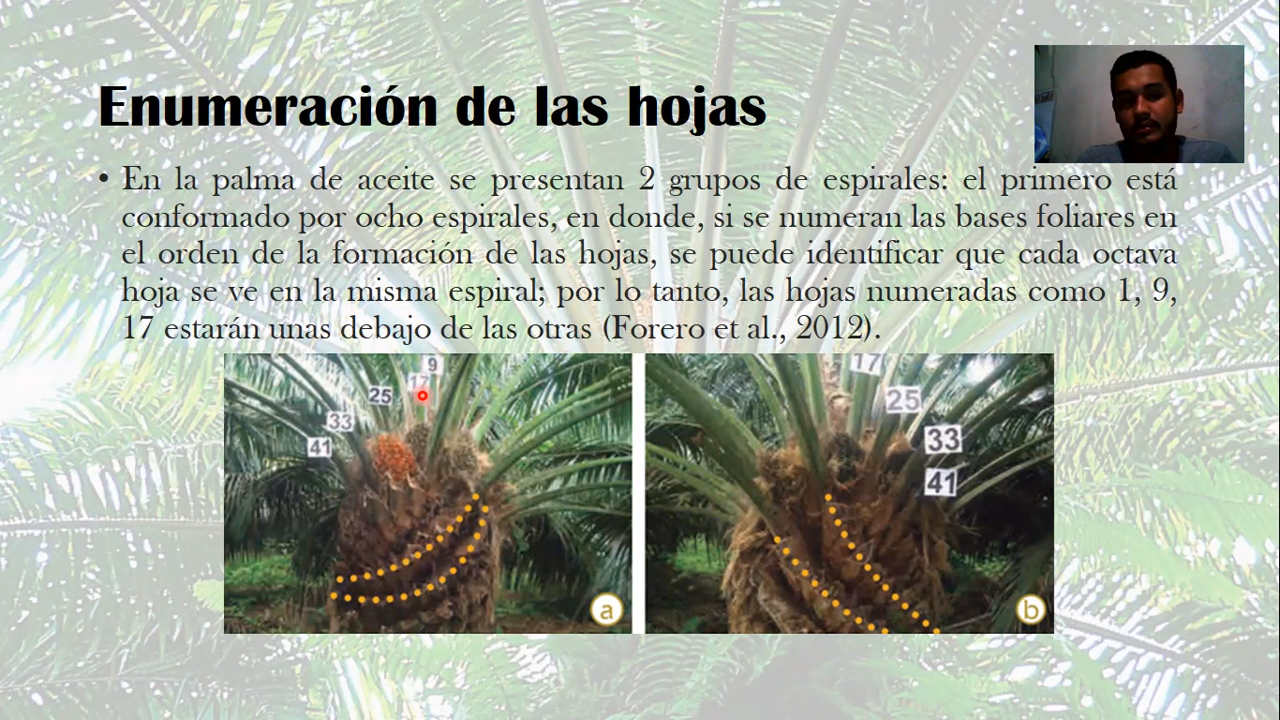 Enumeración de las hojas
• En la palma de aceite se presentan 2 grupos de espirales: el primero está
conformado por ocho espirales, en donde, si se numeran las bases foliares en
el orden de la formación de las hojas, se puede identificar que cada octava
hoja se ve en la misma espiral; por lo tanto, las hojas numeradas como 1, 9,
17 estarán unas debajo de las otras (Forero et al., 2012).
9
17
25
33
41
a
17
25
33
41
b